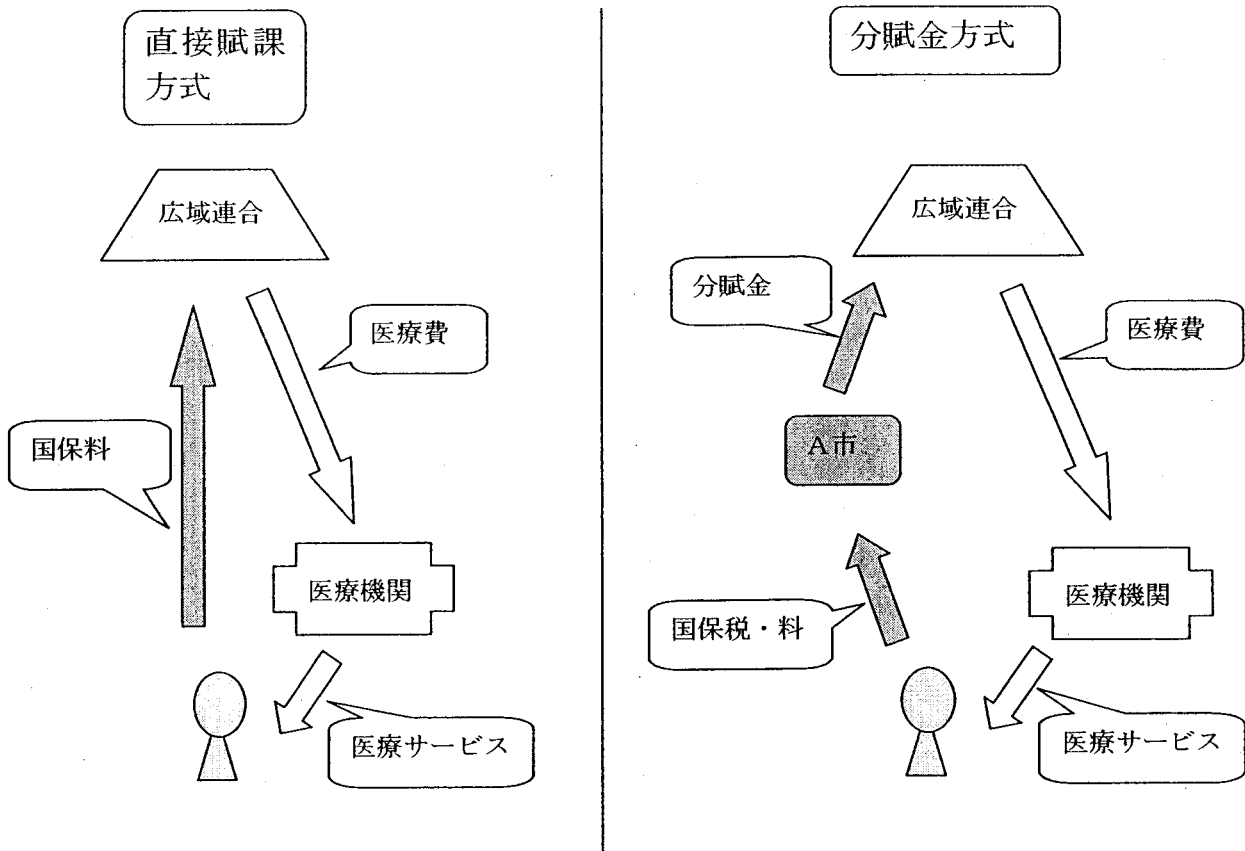 直接賦課
方式
広域連合
医療費
国保料
医療機関
医療サービス
分賦金方式
広域連合
分賦金
医療費
A市
国保税・料
医療機関
医療サービス